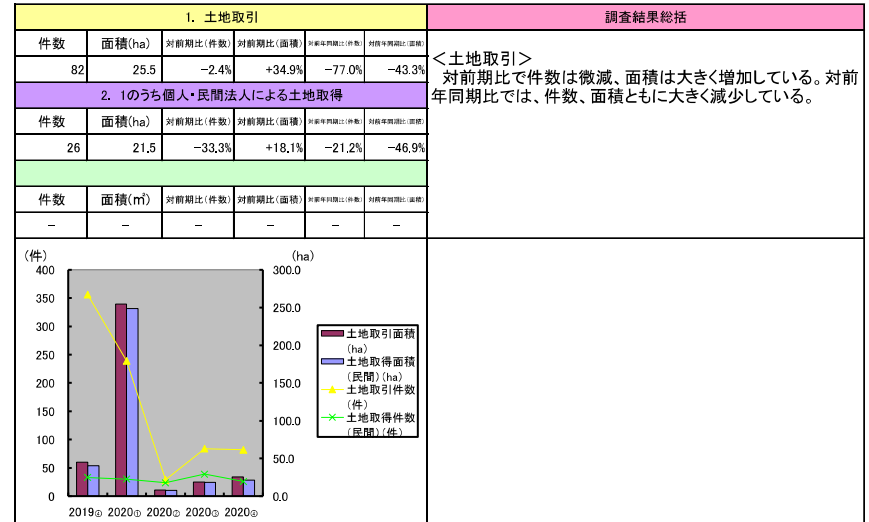 1. 土地取引
調査結果総括
件数 面積(ha) 対前期比(件数) 対前期比(面積) 対前年同期比(件数) 対前年同期比(面積)
82 25.5 −2.4% +34.9% −77.0% −43.3%
<土地取引>
対前期比で件数は微減、面積は大きく増加している。対前
年同期比では、件数、面積ともに大きく減少している。
2. 1のうち個人・民間法人による土地取得
件数 面積(ha) 対前期比(件数) 対前期比(面積) 対前年同期比(件数) 対前年同期比(面積)
26 21.5 −33.3% +18.1% −21.2% −46.9%
件数 面積(㎡) 対前期比(件数) 対前期比(面積) 対前年同期比(件数) 対前年同期比(面積)
− − − − − −
(件) (ha)
400 300.0
350
300 250.0
250 200.0
200 150.0
150
100 100.0
50 50.0
0 0.0
2019④ 2020① 2020② 2020③ 2020④
土地取引面積
(ha)
土地取得面積
(民間)(ha)
土地取引件数
(件)
土地取得件数
(民間)(件)